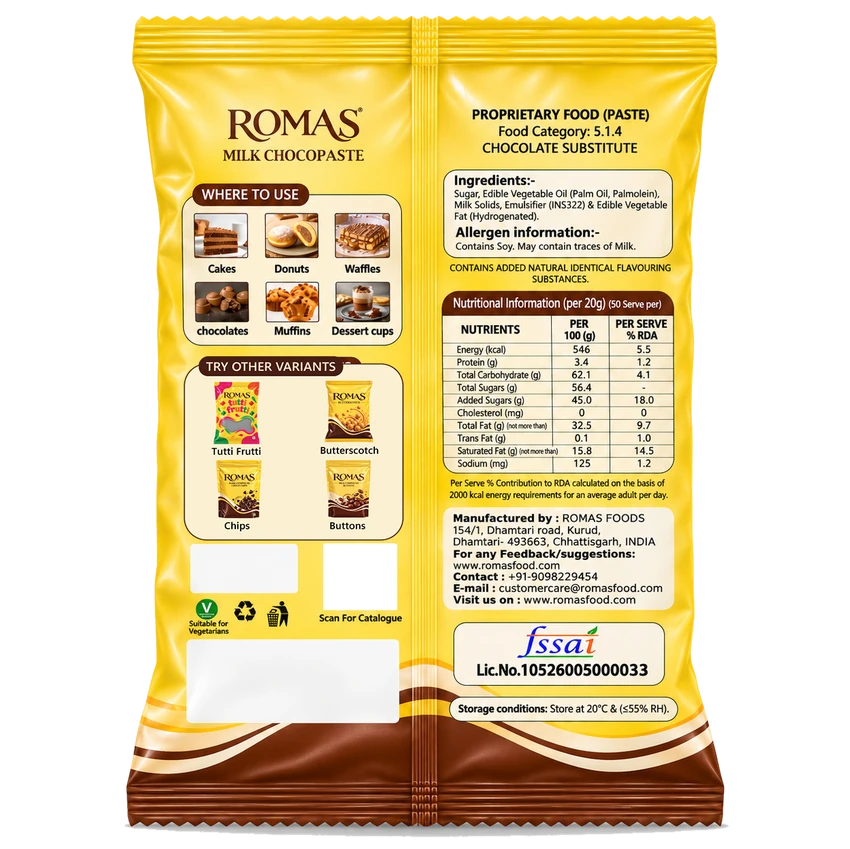 ROMAS®
MILK CHOCOPASTE
WHERE TO USE
Cakes
Donuts
Waffles
chocolates
Muffins
Dessert cups
TRY OTHER VARIANTS
ROMAS
tutti
frutti
Tutti Frutti
ROMAS
BUTTERSCOTCH
Butterscotch
ROMAS
Chips
ROMAS
Buttons
V
Suitable for
Vegetarians
Scan For Catalogue
PROPRIETARY FOOD (PASTE)
Food Category: 5.1.4
CHOCOLATE SUBSTITUTE
Ingredients:-
Sugar, Edible Vegetable Oil (Palm Oil, Palmolein),
Milk Solids, Emulsifier (INS322) & Edible Vegetable
Fat (Hydrogenated).
Allergen information:-
Contains Soy. May contain traces of Milk.
CONTAINS ADDED NATURAL IDENTICAL FLAVOURING
SUBSTANCES.
Nutritional Information (per 20g) (50 Serve per)
NUTRIENTS PER 100 (g) PER SERVE % RDA
Energy (kcal) 546 5.5
Protein (g) 3.4 1.2
Total Carbohydrate (g) 62.1 4.1
Total Sugars (g) 56.4 -
Added Sugars (g) 45.0 18.0
Cholesterol (mg) 0 0
Total Fat (g) (not more than) 32.5 9.7
Trans Fat (g) 0.1 1.0
Saturated Fat (g) (not more than) 15.8 14.5
Sodium (mg) 125 1.2
Per Serve % Contribution to RDA calculated on the basis of
2000 kcal energy requirements for an average adult per day.
Manufactured by : ROMAS FOODS
154/1, Dhamtari road, Kurud,
Dhamtari- 493663, Chhattisgarh, INDIA
For any Feedback/suggestions:
www.romasfood.com
Contact : +91-9098229454
E-mail : customercare@romasfood.com
Visit us on : www.romasfood.com
fssai
Lic.No.10526005000033
Storage conditions: Store at 20°C & (≤55% RH).